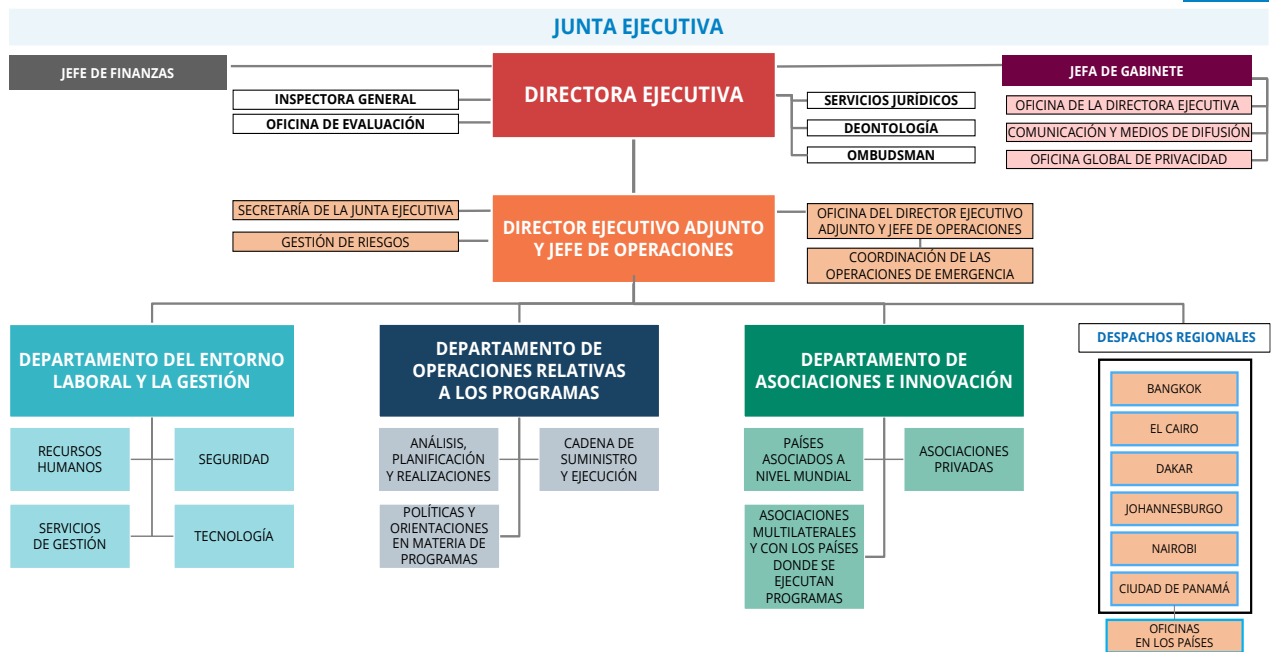 JUNTA EJECUTIVA
JEFE DE FINANZAS
DIRECTORA EJECUTIVA
JEFA DE GABINETE
INSPECTORA GENERAL
OFICINA DE EVALUACIÓN
SERVICIOS JURÍDICOS
DEONTOLOGÍA
OMBUDSMAN
OFICINA DE LA DIRECTORA EJECUTIVA
COMUNICACIÓN Y MEDIOS DE DIFUSIÓN
OFICINA GLOBAL DE PRIVACIDAD
SECRETARÍA DE LA JUNTA EJECUTIVA
GESTIÓN DE RIESGOS
DIRECTOR EJECUTIVO ADJUNTO
Y JEFE DE OPERACIONES
OFICINA DEL DIRECTOR EJECUTIVO
ADJUNTO Y JEFE DE OPERACIONES
COORDINACIÓN DE LAS
OPERACIONES DE EMERGENCIA
DEPARTAMENTO DEL ENTORNO
LABORAL Y LA GESTIÓN
RECURSOS
HUMANOS
SEGURIDAD
SERVICIOS
DE GESTIÓN
TECNOLOGÍA
DEPARTAMENTO DE
OPERACIONES RELATIVAS
A LOS PROGRAMAS
ANÁLISIS,
PLANIFICACIÓN
Y REALIZACIONES
CADENA DE
SUMINISTRO
Y EJECUCIÓN
POLÍTICAS Y
ORIENTACIONES
EN MATERIA DE
PROGRAMAS
DEPARTAMENTO DE
ASOCIACIONES E INNOVACIÓN
PAÍSES
ASOCIADOS A
NIVEL MUNDIAL
ASOCIACIONES
PRIVADAS
ASOCIACIONES
MULTILATERALES
Y CON LOS PAÍSES
DONDE SE
EJECUTAN
PROGRAMAS
DESPACHOS REGIONALES
BANGKOK
EL CAIRO
DAKAR
JOHANNESBURGO
NAIROBI
CIUDAD DE PANAMÁ
OFICINAS
EN LOS PAÍSES